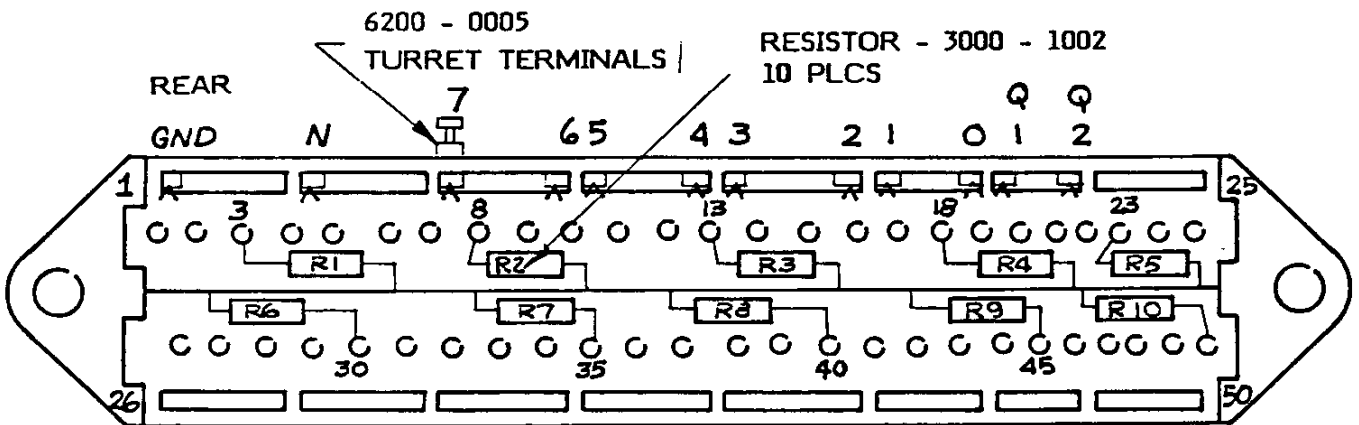 6200 - 0005
TURRET TERMINALS
RESISTOR - 3000 - 1002
10 PLCS
REAR
7
Q Q
GND N 6 5 4 3 2 1 0 1 2
1 25
3 8 13 18 23
R1 R2 R3 R4 R5
R6 R7 R8 R9 R10
30 35 40 45
26 50